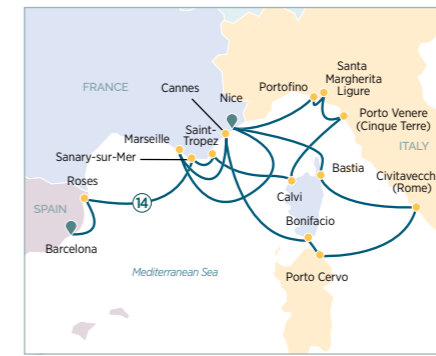 FRANCE
Cannes
Nice
Portofino
Santa
Margherita
Ligure
Porto Venere
(Cinque Terre)
ITALY
Marseille
Saint-
Tropez
Sanary-sur-Mer
Roses
SPAIN
14
Barcelona
Bastia
Calvi
Civitavecch
(Rome)
Bonifacio
Porto Cervo
Mediterranean Sea